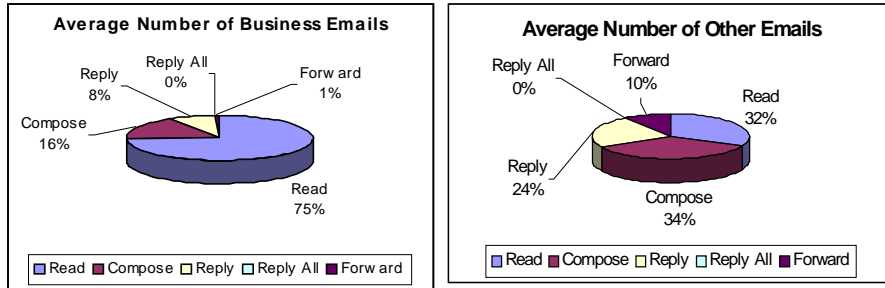 Average Number of Business Emails
Reply All
0%
Forw ard
1%
Reply
8%
Compose
16%
Read
75%
Read Compose Reply Reply All Forw ard
Average Number of Other Emails
Forward
10%
Reply All
0%
Read
32%
Reply
24%
Compose
34%
Read Compose Reply Reply All Forward